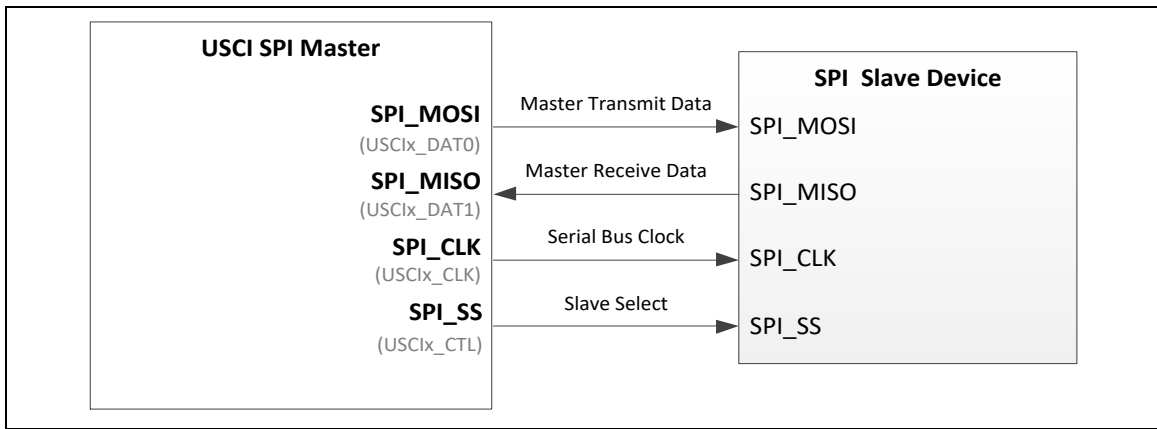 USCI SPI Master
SPI_MOSI
(USCIx_DAT0)
SPI_MISO
(USCIx_DAT1)
SPI_CLK
(USCIx_CLK)
SPI_SS
(USCIx_CTL)
Master Transmit Data
Master Receive Data
Serial Bus Clock
Slave Select
SPI Slave Device
SPI_MOSI
SPI_MISO
SPI_CLK
SPI_SS